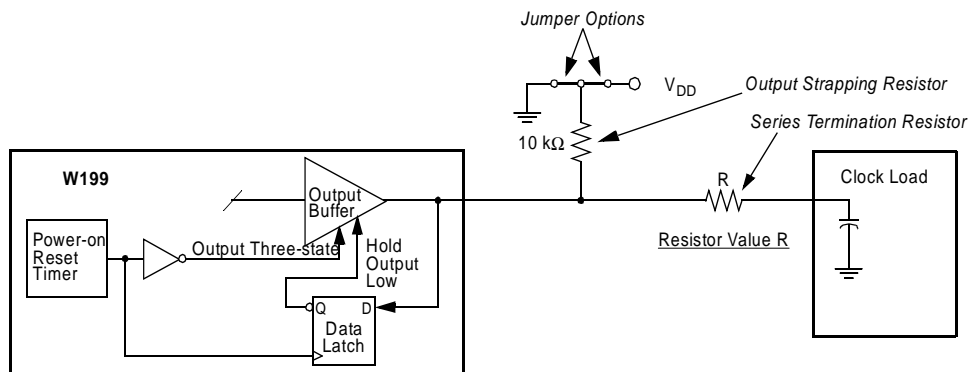 Jumper Options
VDD
Output Strapping Resistor
Series Termination Resistor
10 kΩ
W199
Output
Buffer
R
Clock Load
Power-on
Reset
Timer
Output Three-state
Hold
Output
Low
Resistor Value R
Q
D
Data
Latch